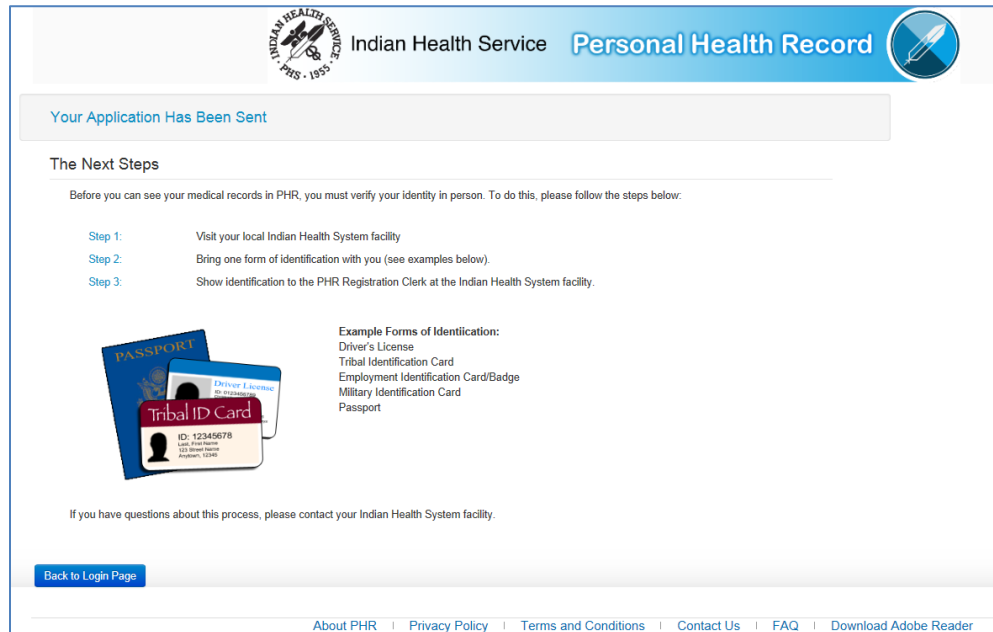 INDIAN HEALTH SERVICE
PHS · 1955
Indian Health Service
Personal Health Record
Your Application Has Been Sent
The Next Steps
Before you can see your medical records in PHR, you must verify your identity in person. To do this, please follow the steps below:
Step 1: Visit your local Indian Health System facility
Step 2: Bring one form of identification with you (see examples below).
Step 3: Show identification to the PHR Registration Clerk at the Indian Health System facility.
PASSPORT
Driver License
ID: 0123456789
Tribal ID Card
ID: 12345678
Last, First Name
123 Street Name
Anytown, 12345
Example Forms of Identiication:
Driver's License
Tribal Identification Card
Employment Identification Card/Badge
Military Identification Card
Passport
If you have questions about this process, please contact your Indian Health System facility.
Back to Login Page
About PHR | Privacy Policy | Terms and Conditions | Contact Us | FAQ | Download Adobe Reader